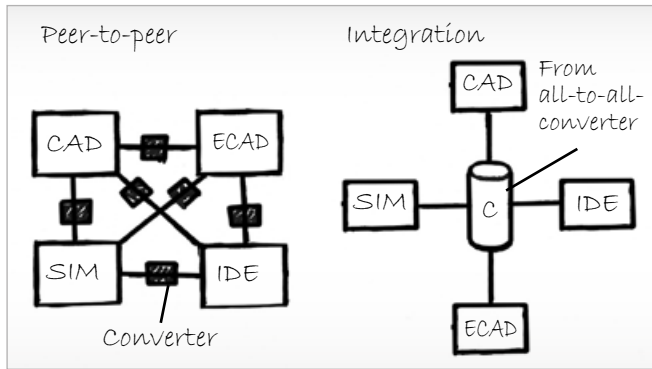 Peer-to-peer
CAD
ECAD
SIM
IDE
Converter
Integration
CAD
From
all-to-all-
converter
SIM
C
IDE
ECAD